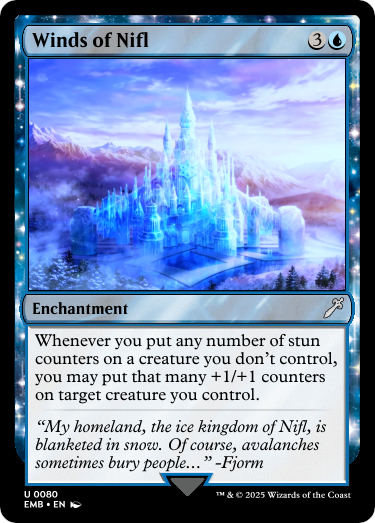 Winds of Nifl 3
Enchantment
Whenever you put any number of stun
counters on a creature you don't control,
you may put that many +1/+1 counters
on target creature you control.
“My homeland, the ice kingdom of Nifl, is
blanketed in snow. Of course, avalanches
sometimes bury people...” -Fjorm
U 0080
EMB • EN
™ & © 2025 Wizards of the Coast